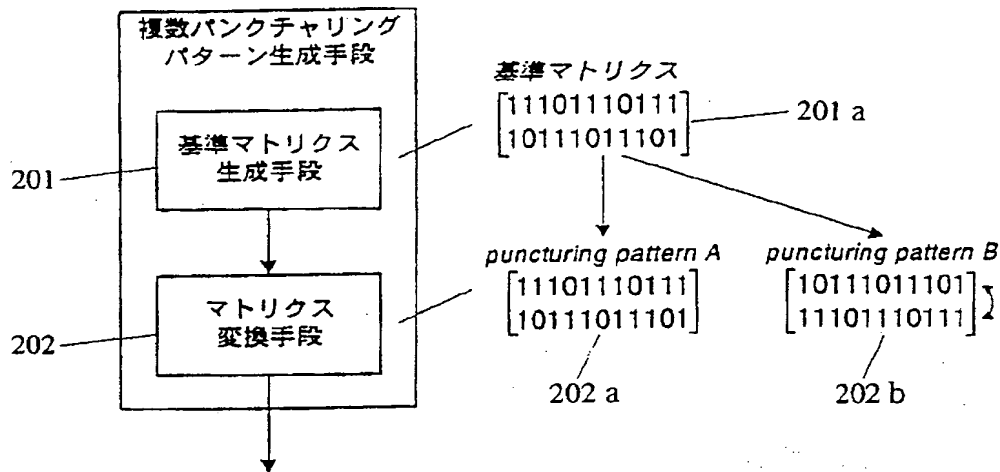 複数パンクチャリング
パターン生成手段
基準マトリクス
11101110111
10111011101
201 a
基準マトリクス
生成手段
201
puncturing pattern A
11101110111
10111011101
puncturing pattern B
10111011101
11101110111
マトリクス
変換手段
202
202 a
202 b